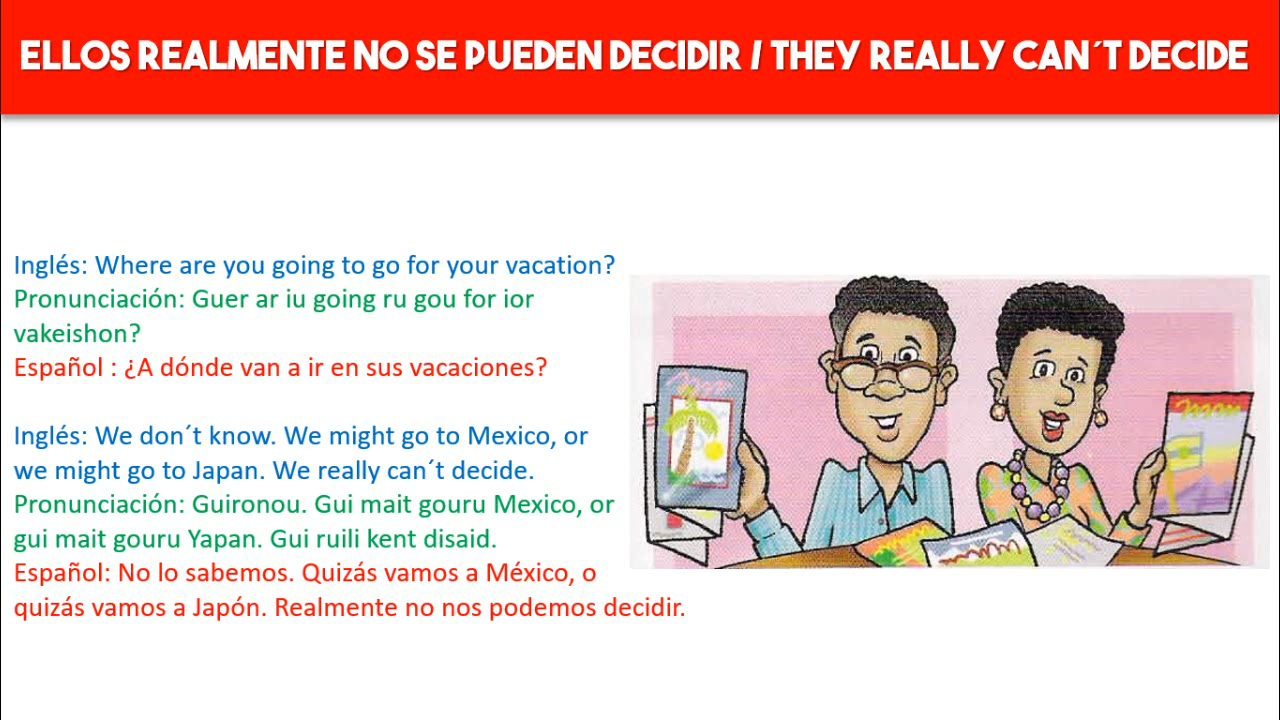 ELLOS REALMENTE NO SE PUEDEN DECIDIR / THEY REALLY CAN´T DECIDE
Inglés: Where are you going to go for your vacation?
Pronunciación: Guer ar iu going ru gou for ior
vakeishon?
Español : ¿A dónde van a ir en sus vacaciones?
Inglés: We don´t know. We might go to Mexico, or
we might go to Japan. We really can´t decide.
Pronunciación: Guironou. Gui mait gouru Mexico, or
gui mait gouru Yapan. Gui ruili kent disaid.
Español: No lo sabemos. Quizás vamos a México, o
quizás vamos a Japón. Realmente no nos podemos decidir.